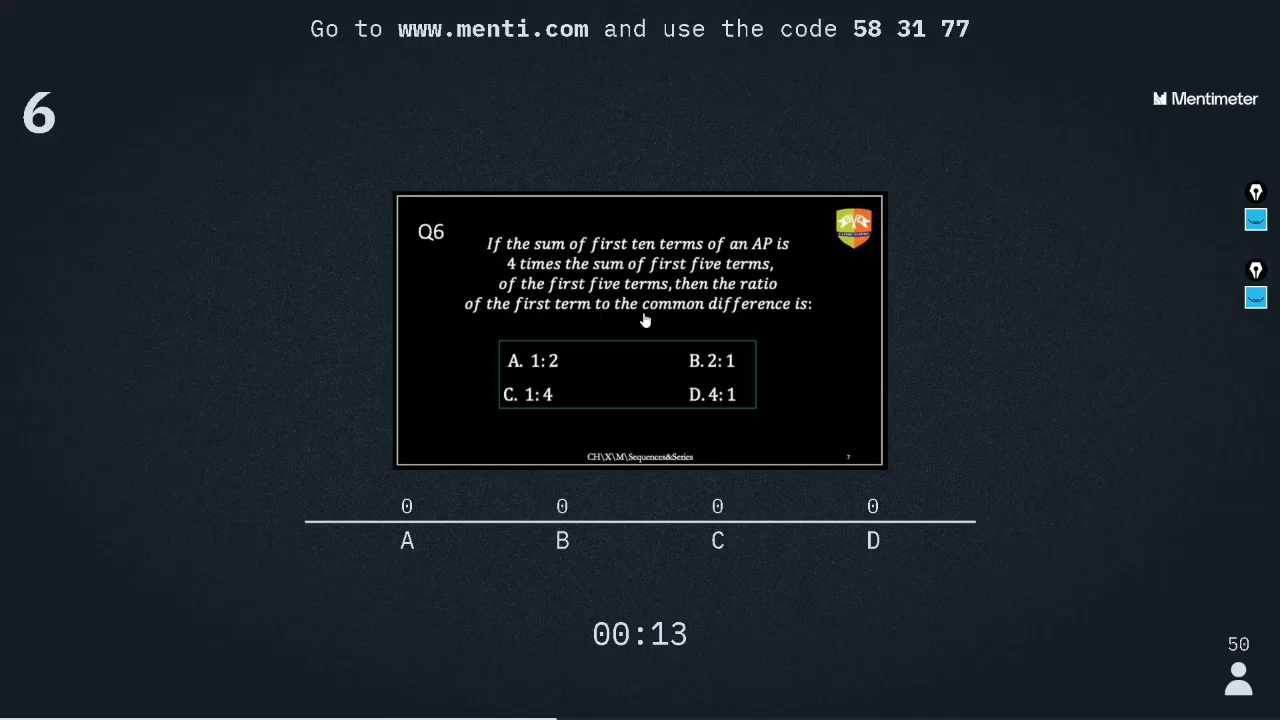 Go to www.menti.com and use the code 58 31 77
6
Mentimeter
Q6
If the sum of first ten terms of an AP is
4 times the sum of first five terms,
of the first five terms, then the ratio
of the first term to the common difference is:
A. 1: 2 B. 2: 1
C. 1: 4 D. 4: 1
CH\X\M\Sequences&Series 7
0 0 0 0
A B C D
00:13
50